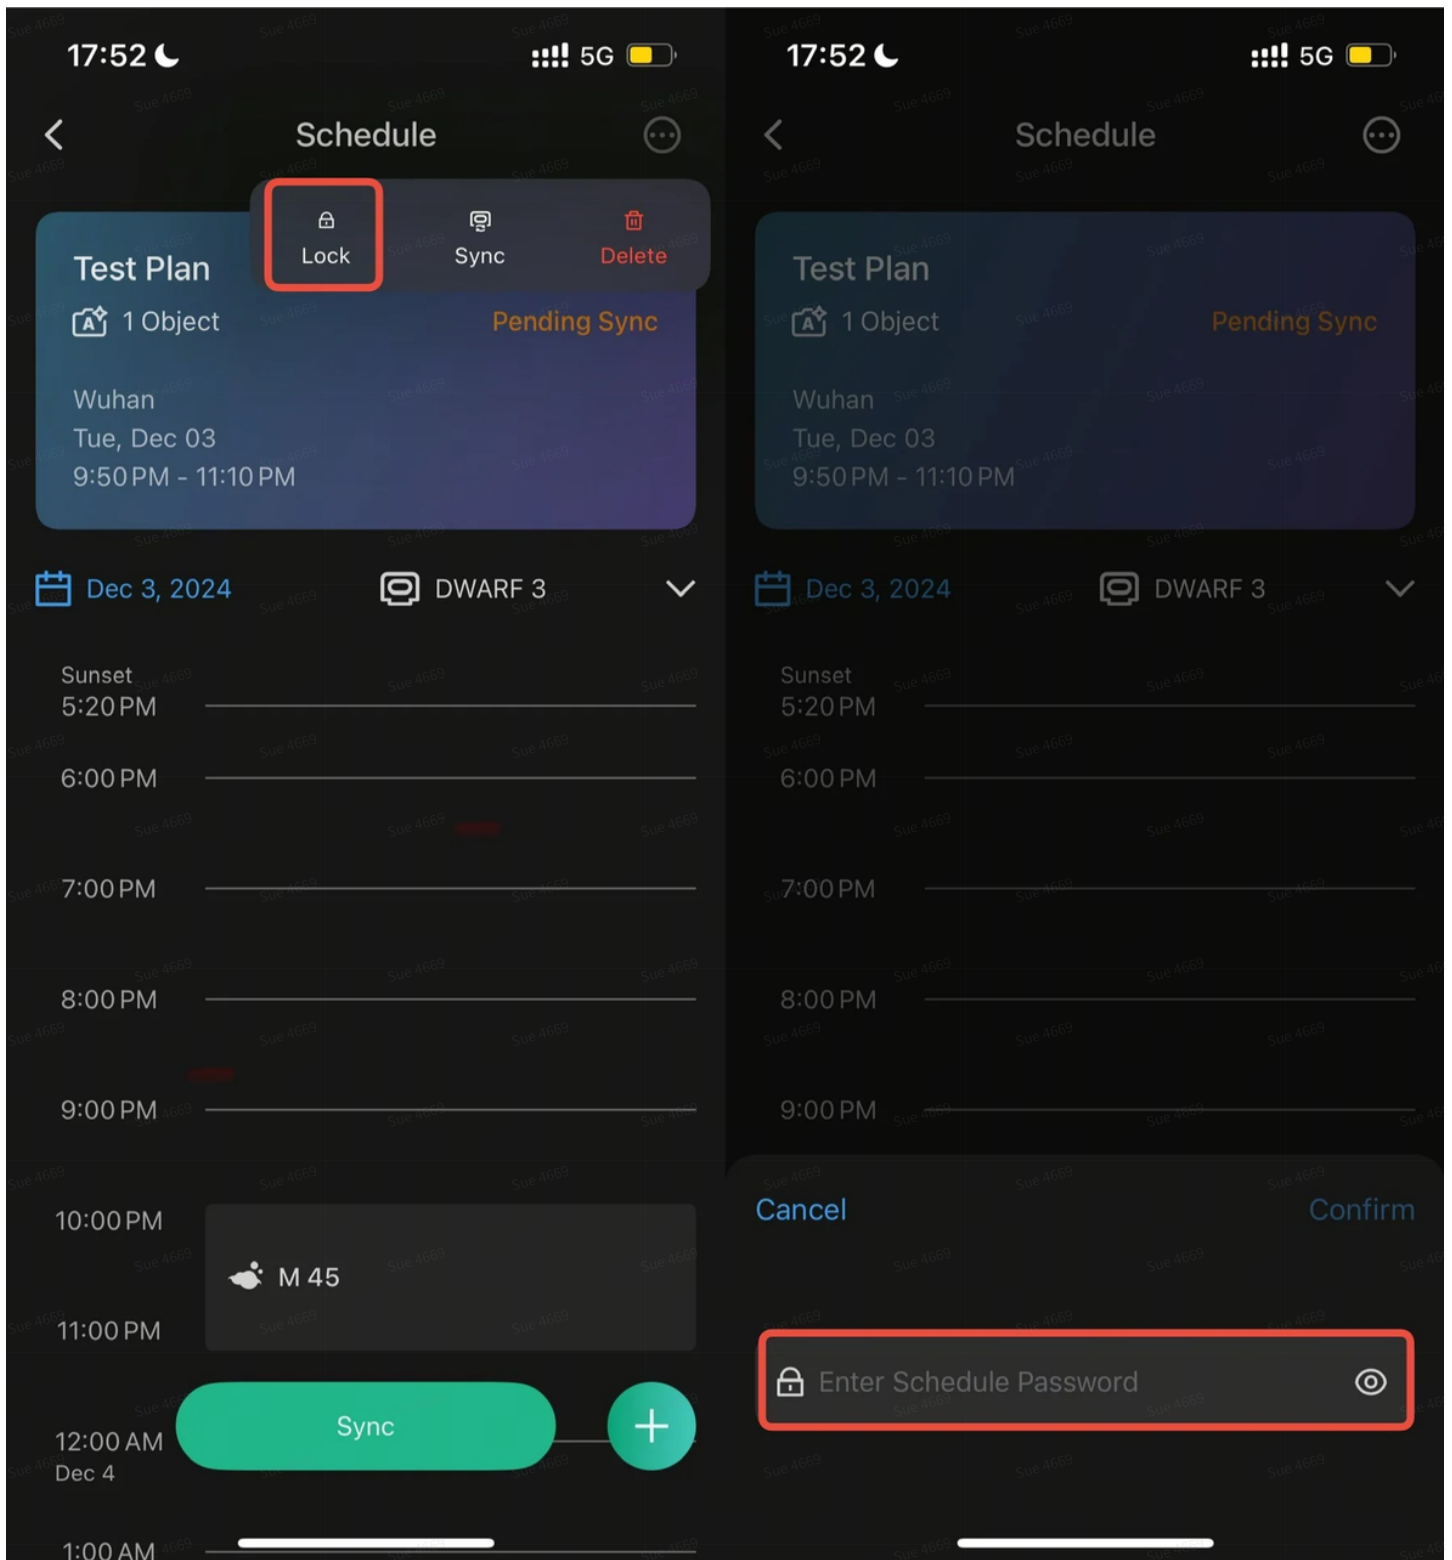 17:52
5G
Schedule
Lock
Sync
Delete
Test Plan
1 Object
Pending Sync
Wuhan
Tue, Dec 03
9:50 PM - 11:10 PM
Dec 3, 2024
DWARF 3
Sunset
5:20 PM
6:00 PM
7:00 PM
8:00 PM
9:00 PM
10:00 PM
M 45
11:00 PM
Sync
12:00 AM
Dec 4
1:00 AM
17:52
5G
Schedule
Test Plan
1 Object
Pending Sync
Wuhan
Tue, Dec 03
9:50 PM - 11:10 PM
Dec 3, 2024
DWARF 3
Sunset
5:20 PM
6:00 PM
7:00 PM
8:00 PM
9:00 PM
Cancel
Confirm
Enter Schedule Password
Sue 4669